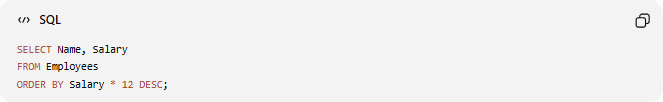 SQL
SELECT Name, Salary
FROM Employees
ORDER BY Salary * 12 DESC;